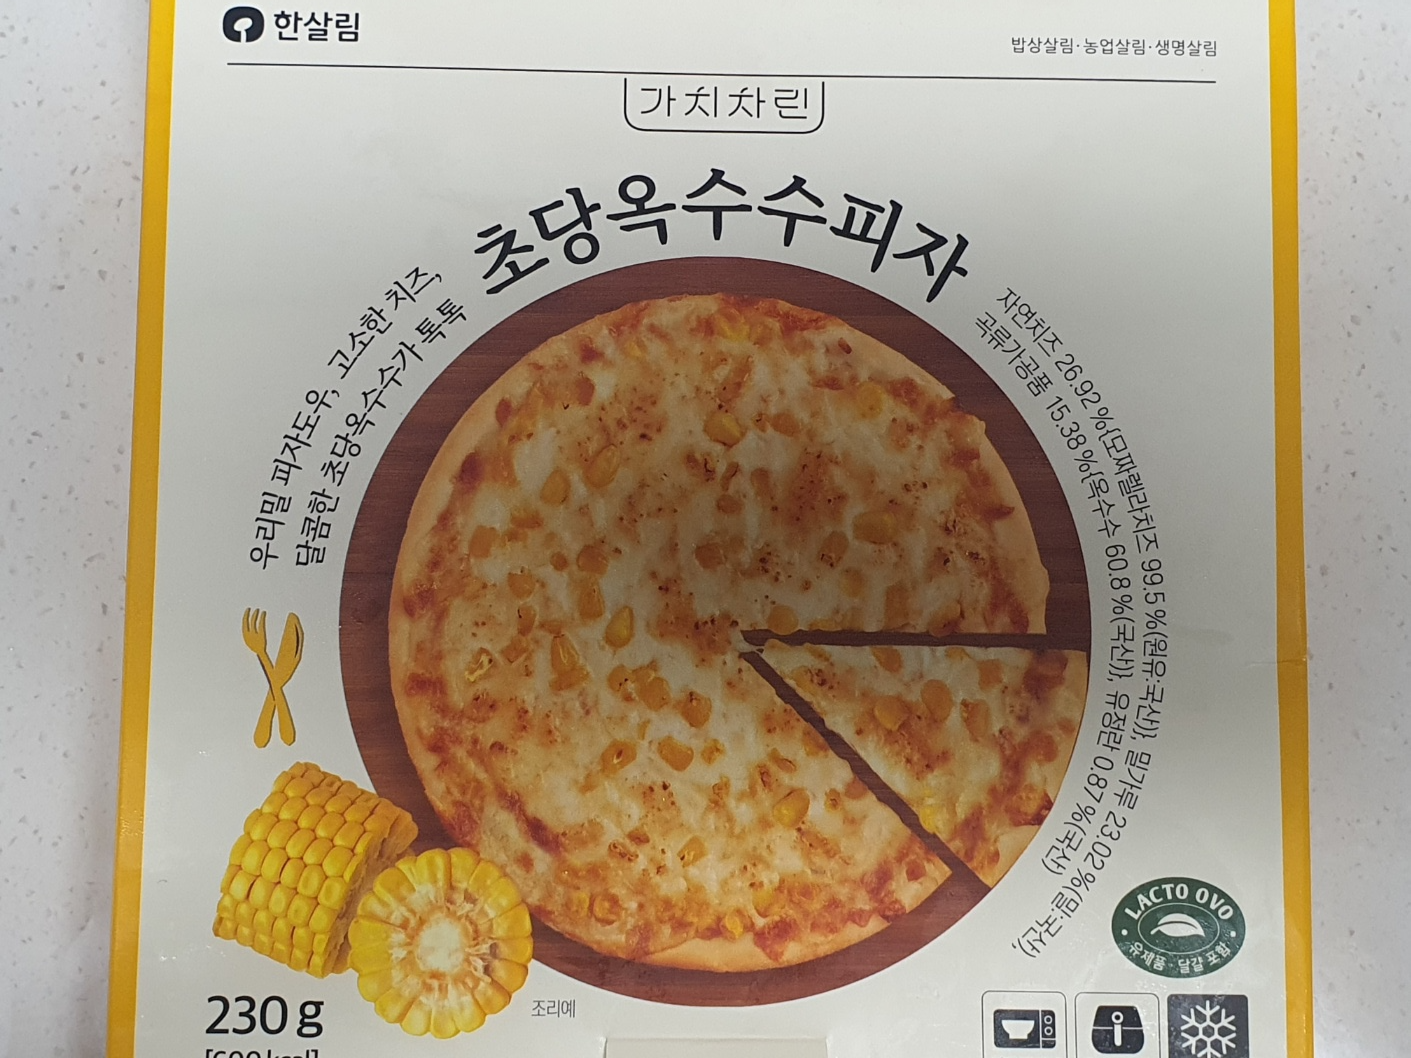 한살림
밥상살림·농업살림·생명살림
가치차린
초당옥수수피자
우리밀 피자도우, 고소한 치즈,
달콤한 초당옥수수가 톡톡
자연치즈 26.92%{모짜렐라치즈 99.5%(원유:국산)}, 밀가루 23.02%(밀:국산),
곡류가공품 15.38%{옥수수 60.8%(국산)}, 유정란 0.87%(국산)
LACTO OVO
유제품·달걀 포함
조리예
230 g
[600 kcal]